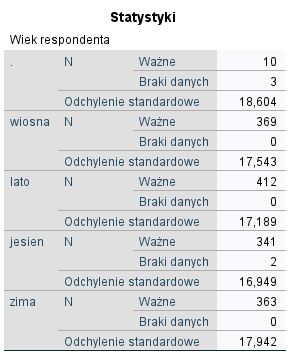 Statystyki
Wiek respondenta
. N Ważne 10
Braki danych 3
Odchylenie standardowe 18,604
wiosna N Ważne 369
Braki danych 0
Odchylenie standardowe 17,543
lato N Ważne 412
Braki danych 0
Odchylenie standardowe 17,189
jesien N Ważne 341
Braki danych 2
Odchylenie standardowe 16,949
zima N Ważne 363
Braki danych 0
Odchylenie standardowe 17,942